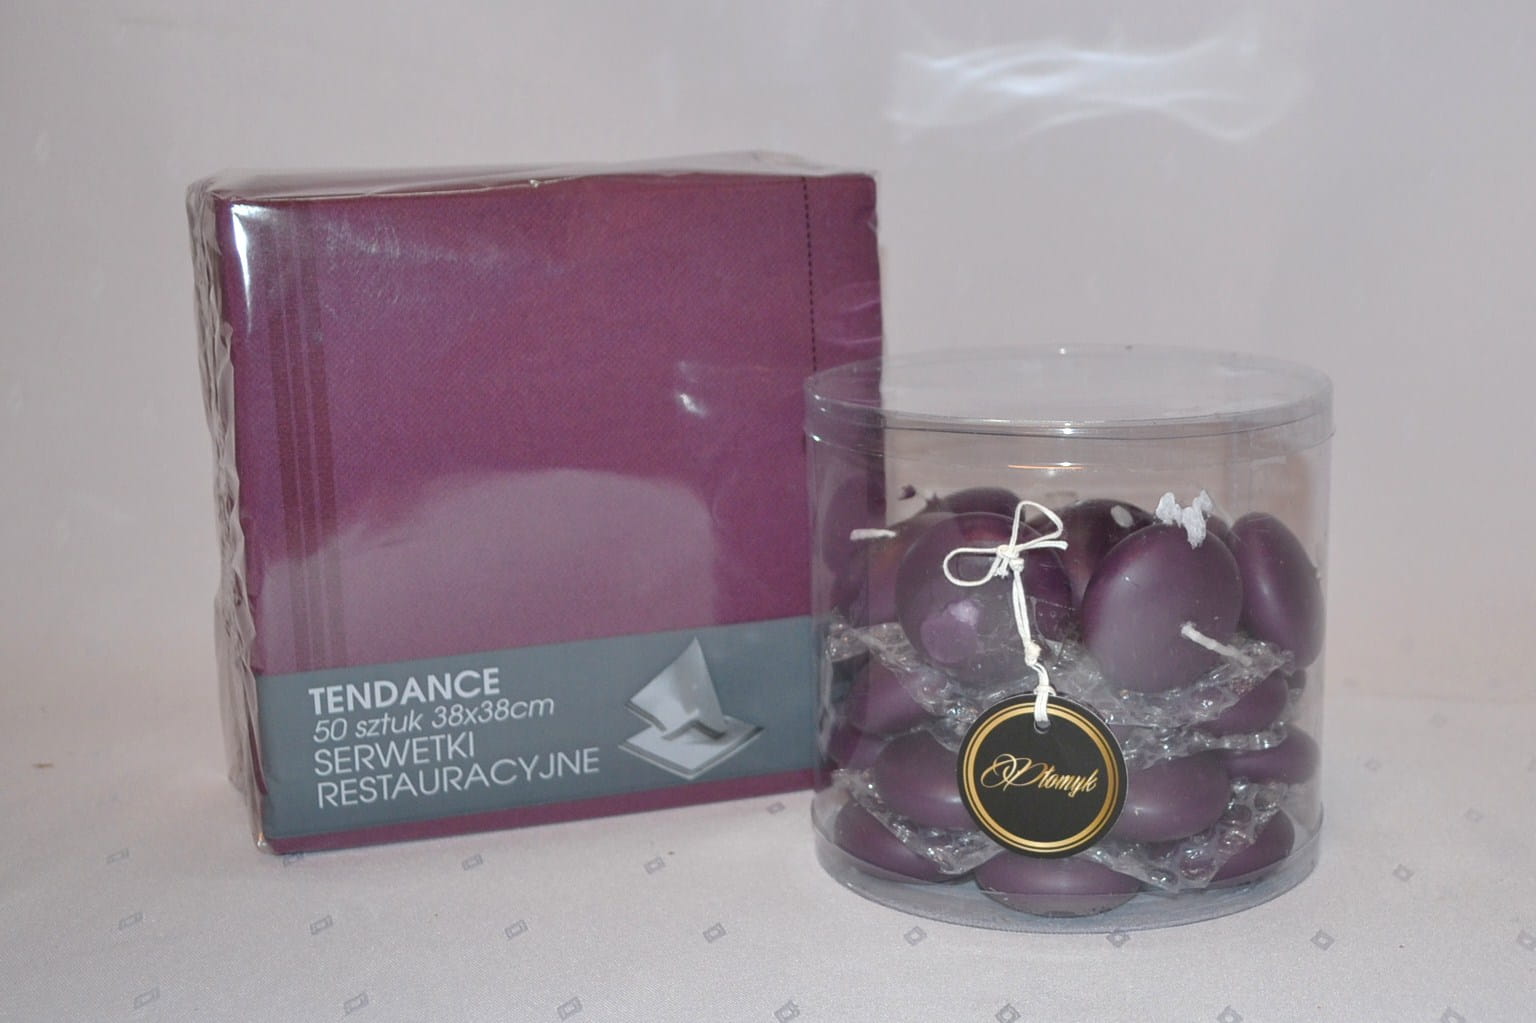 TENDANCE
50 sztuk 38x38cm
SERWETKI
RESTAURACYJNE
Płomyk